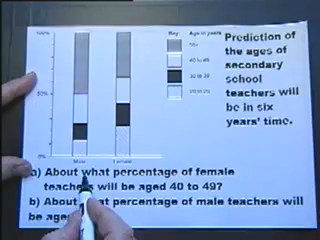 100%
Key:
Age in years
50+
40 to 49
30 to 39
50%
0%
Male
Female
Prediction of
the ages of
secondary
school
teachers will
be in six
years' time.
a) About what percentage of female
teachers will be aged 40 to 49?
b) About what percentage of male teachers will
be aged